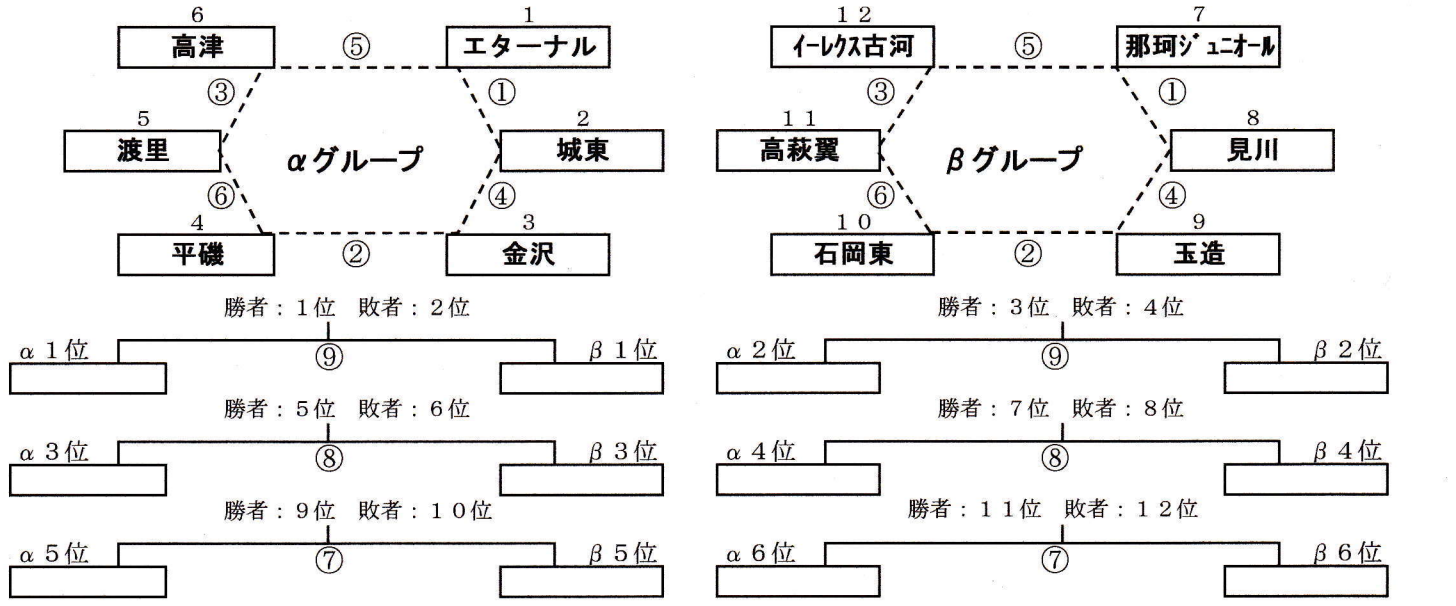 6 1 12 7
高津 ⑤ エターナル イーレクス古河 ⑤ 那珂ジュニオール
③ ① ③ ①
5 2 11 8
渡里 αグループ 城東 高萩翼 βグループ 見川
⑥ ④ ⑥ ④
4 3 10 9
平磯 ② 金沢 石岡東 ② 玉造
勝者：1位 敗者：2位 勝者：3位 敗者：4位
α1位 ⑨ β1位 α2位 ⑨ β2位
勝者：5位 敗者：6位 勝者：7位 敗者：8位
α3位 ⑧ β3位 α4位 ⑧ β4位
勝者：9位 敗者：10位 勝者：11位 敗者：12位
α5位 ⑦ β5位 α6位 ⑦ β6位